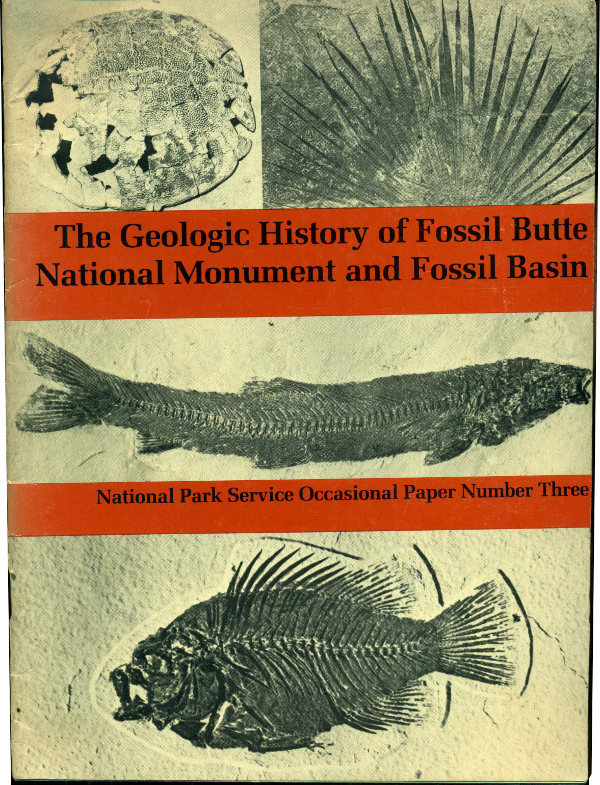 The Geologic History of Fossil Butte
National Monument and Fossil Basin
National Park Service Occasional Paper Number Three